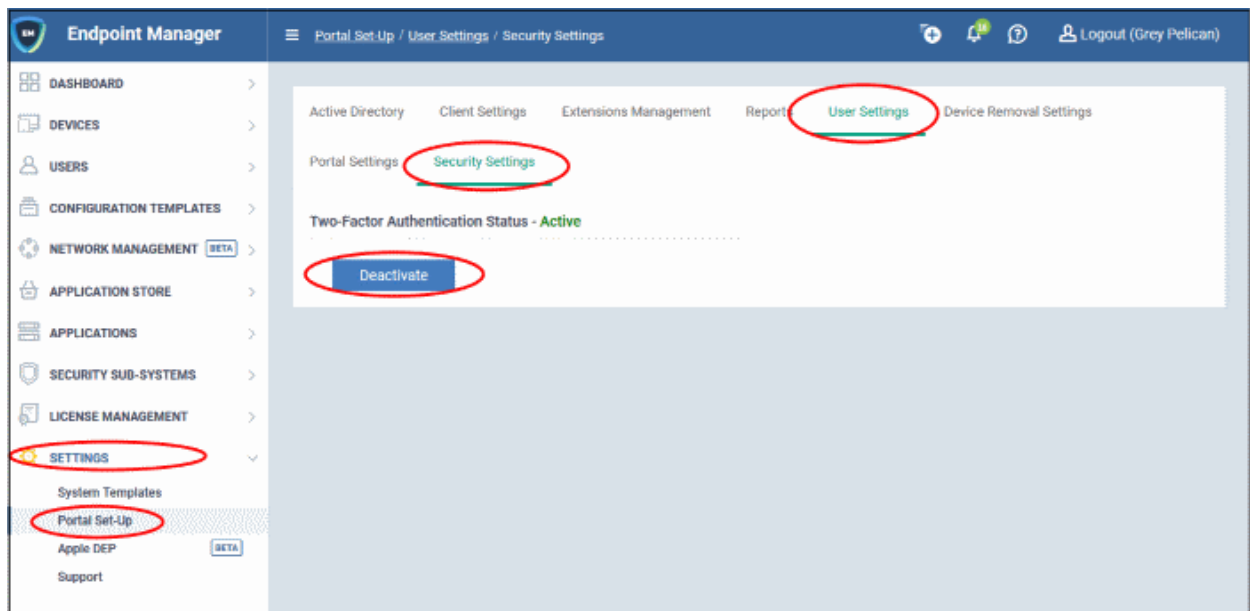 EM
Endpoint Manager
Portal Set-Up / User Settings / Security Settings
Logout (Grey Pelican)
DASHBOARD
DEVICES
USERS
CONFIGURATION TEMPLATES
NETWORK MANAGEMENT BETA
APPLICATION STORE
APPLICATIONS
SECURITY SUB-SYSTEMS
LICENSE MANAGEMENT
SETTINGS
System Templates
Portal Set-Up
Apple DEP BETA
Support
Active Directory Client Settings Extensions Management Reports User Settings Device Removal Settings
Portal Settings Security Settings
Two-Factor Authentication Status - Active
Deactivate